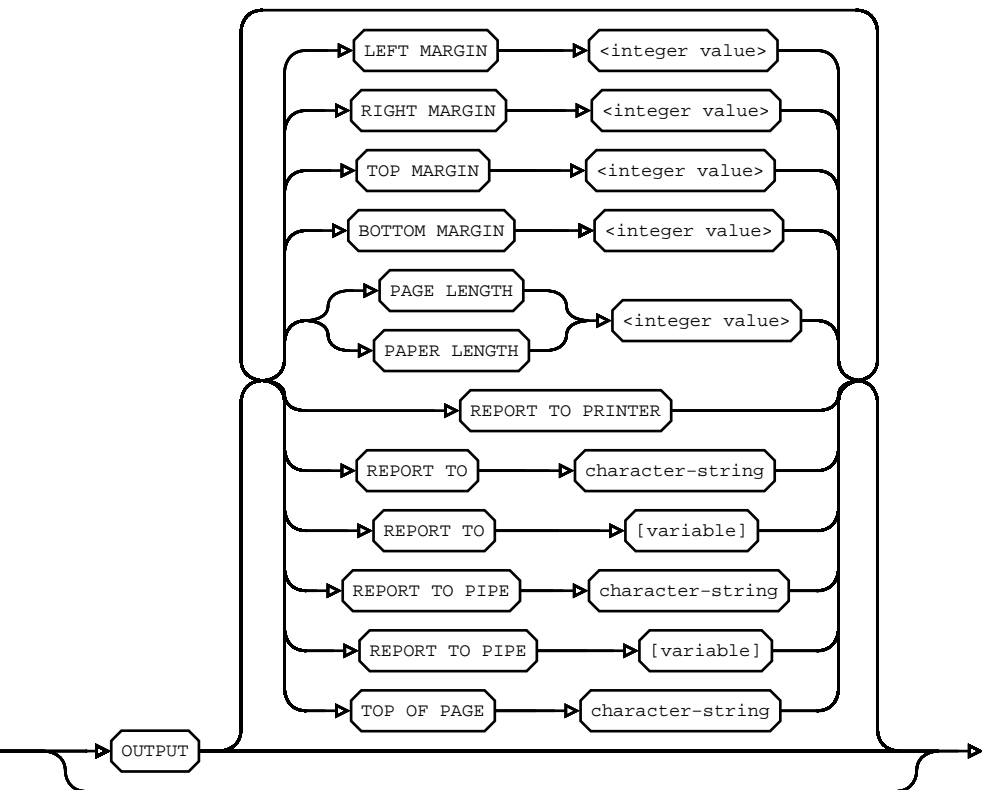 LEFT MARGIN <integer value>
RIGHT MARGIN <integer value>
TOP MARGIN <integer value>
BOTTOM MARGIN <integer value>
PAGE LENGTH
<integer value>
PAPER LENGTH
REPORT TO PRINTER
REPORT TO character-string
REPORT TO [variable]
REPORT TO PIPE character-string
REPORT TO PIPE [variable]
TOP OF PAGE character-string
OUTPUT